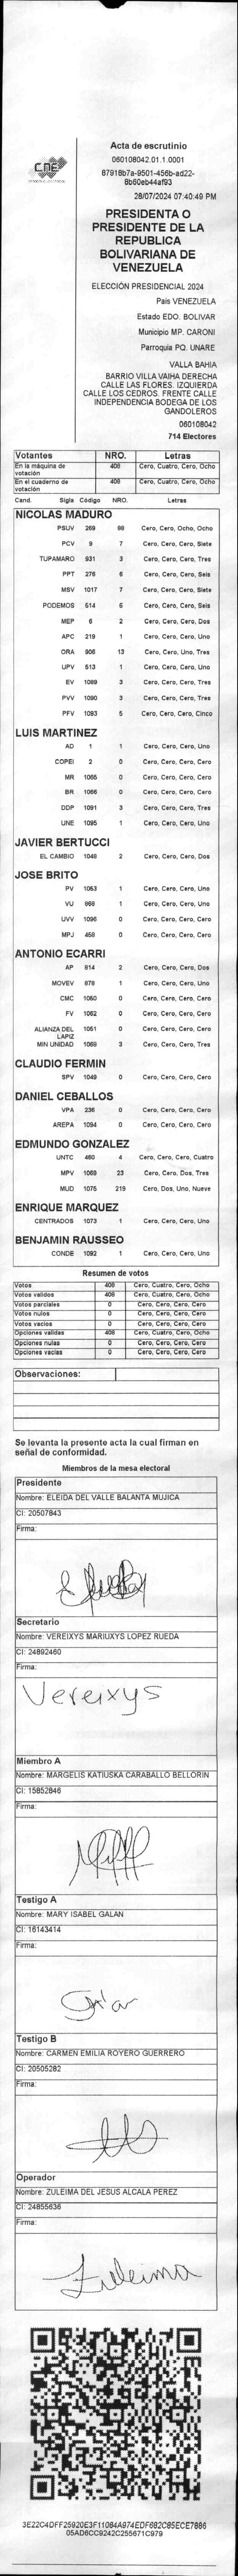 CNE
Acta de escrutinio
060108042.01.1.0001
87918b7a-9501-456b-ad22-
8b60eb44af93
28/07/2024 07:40:49 PM
PRESIDENTA O
PRESIDENTE DE LA
REPUBLICA
BOLIVARIANA DE
VENEZUELA
ELECCIÓN PRESIDENCIAL 2024
País VENEZUELA
Estado EDO. BOLIVAR
Municipio MP. CARONI
Parroquia PQ. UNARE
VALLA BAHIA
BARRIO VILLA VAIHA DERECHA
CALLE LAS FLORES. IZQUIERDA
CALLE LOS CEDROS. FRENTE CALLE
INDEPENDENCIA BODEGA DE LOS
GANDOLEROS
060108042
714 Electores
Votantes NRO. Letras
En la máquina de votación 408 Cero, Cuatro, Cero, Ocho
En el cuaderno de votación 408 Cero, Cuatro, Cero, Ocho
Cand. Sigla Código NRO. Letras
NICOLAS MADURO
PSUV 269 88 Cero, Cero, Ocho, Ocho
PCV 9 7 Cero, Cero, Cero, Siete
TUPAMARO 931 3 Cero, Cero, Cero, Tres
PPT 276 6 Cero, Cero, Cero, Seis
MSV 1017 7 Cero, Cero, Cero, Siete
PODEMOS 514 6 Cero, Cero, Cero, Seis
MEP 6 2 Cero, Cero, Cero, Dos
APC 219 1 Cero, Cero, Cero, Uno
ORA 906 13 Cero, Cero, Uno, Tres
UPV 513 1 Cero, Cero, Cero, Uno
EV 1089 3 Cero, Cero, Cero, Tres
PVV 1090 3 Cero, Cero, Cero, Tres
PFV 1093 5 Cero, Cero, Cero, Cinco
LUIS MARTINEZ
AD 1 1 Cero, Cero, Cero, Uno
COPEI 2 0 Cero, Cero, Cero, Cero
MR 1065 0 Cero, Cero, Cero, Cero
BR 1066 0 Cero, Cero, Cero, Cero
DDP 1091 3 Cero, Cero, Cero, Tres
UNE 1095 1 Cero, Cero, Cero, Uno
JAVIER BERTUCCI
EL CAMBIO 1048 2 Cero, Cero, Cero, Dos
JOSE BRITO
PV 1053 1 Cero, Cero, Cero, Uno
VU 868 1 Cero, Cero, Cero, Uno
UVV 1096 0 Cero, Cero, Cero, Cero
MPJ 458 0 Cero, Cero, Cero, Cero
ANTONIO ECARRI
AP 814 2 Cero, Cero, Cero, Dos
MOVEV 878 1 Cero, Cero, Cero, Uno
CMC 1050 0 Cero, Cero, Cero, Cero
FV 1052 0 Cero, Cero, Cero, Cero
ALIANZA DEL LAPIZ 1051 0 Cero, Cero, Cero, Cero
MIN UNIDAD 1069 3 Cero, Cero, Cero, Tres
CLAUDIO FERMIN
SPV 1049 0 Cero, Cero, Cero, Cero
DANIEL CEBALLOS
VPA 236 0 Cero, Cero, Cero, Cero
AREPA 1094 0 Cero, Cero, Cero, Cero
EDMUNDO GONZALEZ
UNTC 460 4 Cero, Cero, Cero, Cuatro
MPV 1068 23 Cero, Cero, Dos, Tres
MUD 1075 219 Cero, Dos, Uno, Nueve
ENRIQUE MARQUEZ
CENTRADOS 1073 1 Cero, Cero, Cero, Uno
BENJAMIN RAUSSEO
CONDE 1092 1 Cero, Cero, Cero, Uno
Resumen de votos
Votos 408 Cero, Cuatro, Cero, Ocho
Votos validos 408 Cero, Cuatro, Cero, Ocho
Votos parciales 0 Cero, Cero, Cero, Cero
Votos nulos 0 Cero, Cero, Cero, Cero
Votos vacios 0 Cero, Cero, Cero, Cero
Opciones validas 408 Cero, Cuatro, Cero, Ocho
Opciones nulas 0 Cero, Cero, Cero, Cero
Opciones vacias 0 Cero, Cero, Cero, Cero
Observaciones:
Se levanta la presente acta la cual firman en
señal de conformidad.
Miembros de la mesa electoral
Presidente
Nombre: ELEIDA DEL VALLE BALANTA MUJICA
CI: 20507843
Firma:
Secretario
Nombre: VEREIXYS MARIUXYS LOPEZ RUEDA
CI: 24892460
Firma:
Vereixys
Miembro A
Nombre: MARGELIS KATIUSKA CARABALLO BELLORIN
CI: 15852846
Firma:
Testigo A
Nombre: MARY ISABEL GALAN
CI: 16143414
Firma:
Testigo B
Nombre: CARMEN EMILIA ROYERO GUERRERO
CI: 20505282
Firma:
Operador
Nombre: ZULEIMA DEL JESUS ALCALA PEREZ
CI: 24855636
Firma:
Zuleima
3E22C4DFF25920E3F11084A974EDF682C85ECE7886
05AD6CC9242C255671C979